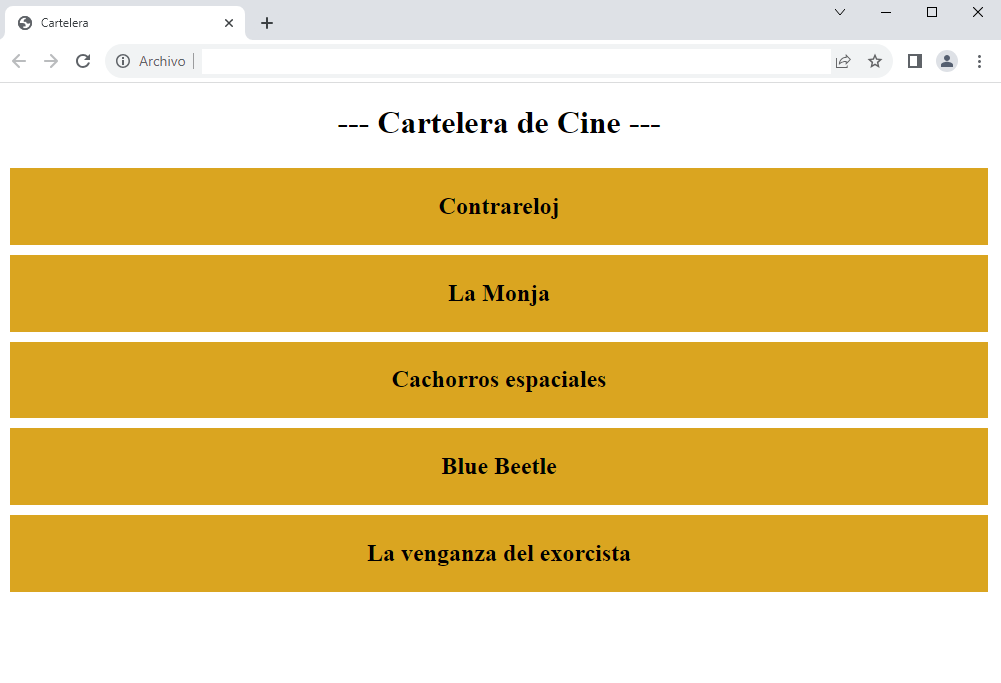 Cartelera
Archivo
--- Cartelera de Cine ---
Contrareloj
La Monja
Cachorros espaciales
Blue Beetle
La venganza del exorcista